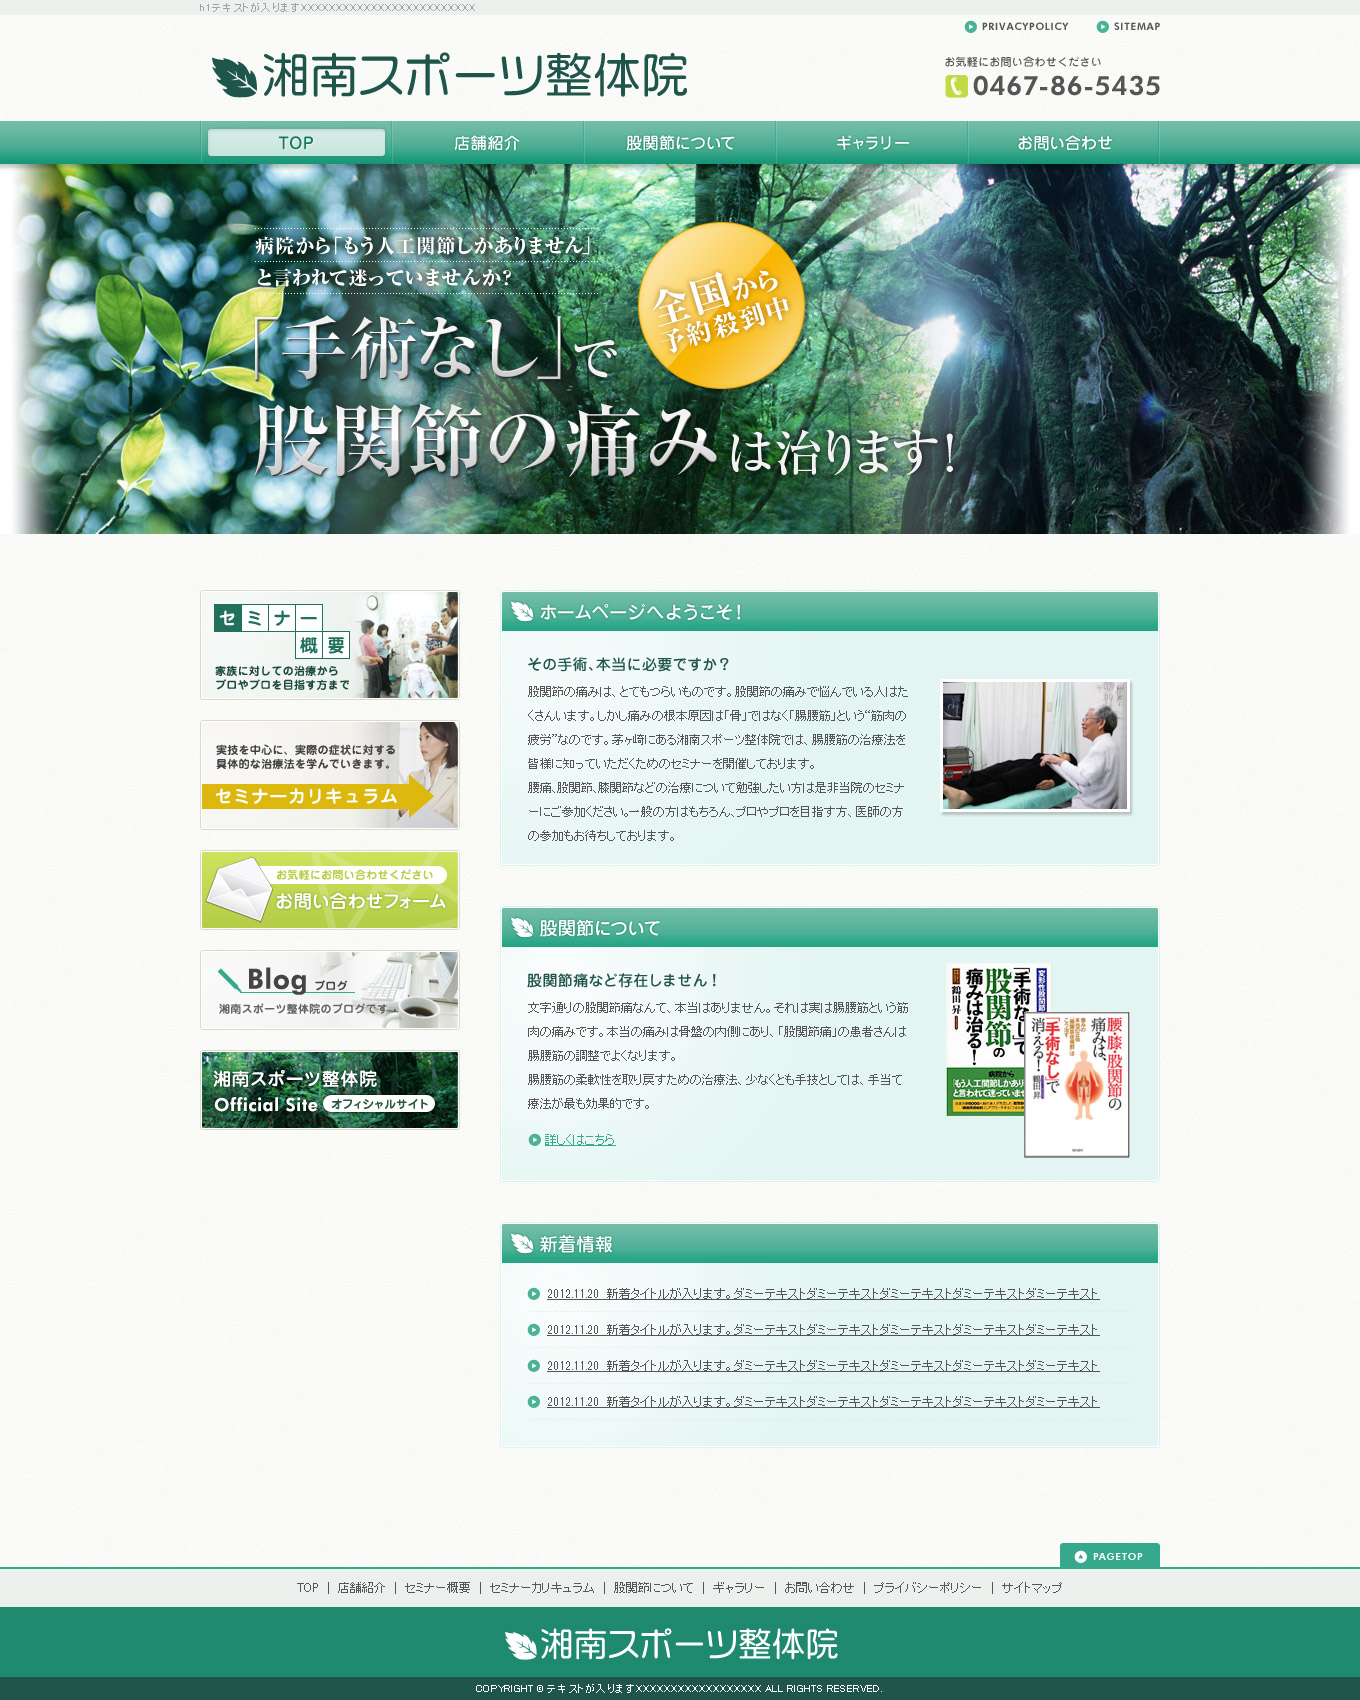 h1テキストが入りますXXXXXXXXXXXXXXXXXXXXXXXXX
PRIVACYPOLICY
SITEMAP
湘南スポーツ整体院
お気軽にお問い合わせください
0467-86-5435
TOP
店舗紹介
股関節について
ギャラリー
お問い合わせ
病院から「もう人工関節しかありません」
と言われて迷っていませんか?
「手術なし」で
股関節の痛みは治ります!
全国から
予約殺到中
セミナー
概要
家族に対しての治療から
プロやプロを目指す方まで
実技を中心に、実際の症状に対する
具体的な治療法を学んでいきます。
セミナーカリキュラム
お気軽にお問い合わせください
お問い合わせフォーム
Blog ブログ
湘南スポーツ整体院のブログです
湘南スポーツ整体院
Official Site オフィシャルサイト
ホームページへようこそ!
その手術、本当に必要ですか?
股関節の痛みは、とてもつらいものです。股関節の痛みで悩んでいる人はた
くさんいます。しかし痛みの根本原因は「骨」ではなく「腸腰筋」という“筋肉の
疲労”なのです。茅ヶ崎にある湘南スポーツ整体院では、腸腰筋の治療法を
皆様に知っていただくためのセミナーを開催しております。
腰痛、股関節、膝関節などの治療について勉強したい方は是非当院のセミナ
ーにご参加ください。一般の方はもちろん、プロやプロを目指す方、医師の方
の参加もお待ちしております。
股関節について
股関節痛など存在しません!
文字通りの股関節痛なんて、本当はありません。それは実は腸腰筋という筋
肉の痛みです。本当の痛みは骨盤の内側にあり、「股関節痛」の患者さんは
腸腰筋の調整でよくなります。
腸腰筋の柔軟性を取り戻すための治療法、少なくとも手技としては、手当て
療法が最も効果的です。
詳しくはこちら
「手術なし」で
股関節の
痛みは治る!
鶴田 昇
病院から
「もう人工関節しかあり
と言われて迷っていませ
腰・膝・股関節の
痛みは、
「手術なし」で
消える!
鶴田 昇
新着情報
2012.11.20 新着タイトルが入ります。ダミーテキストダミーテキストダミーテキストダミーテキストダミーテキスト
2012.11.20 新着タイトルが入ります。ダミーテキストダミーテキストダミーテキストダミーテキストダミーテキスト
2012.11.20 新着タイトルが入ります。ダミーテキストダミーテキストダミーテキストダミーテキストダミーテキスト
2012.11.20 新着タイトルが入ります。ダミーテキストダミーテキストダミーテキストダミーテキストダミーテキスト
PAGETOP
TOP | 店舗紹介 | セミナー概要 | セミナーカリキュラム | 股関節について | ギャラリー | お問い合わせ | プライバシーポリシー | サイトマップ
湘南スポーツ整体院
COPYRIGHT © テキストが入りますXXXXXXXXXXXXXXXXXX ALL RIGHTS RESERVED.